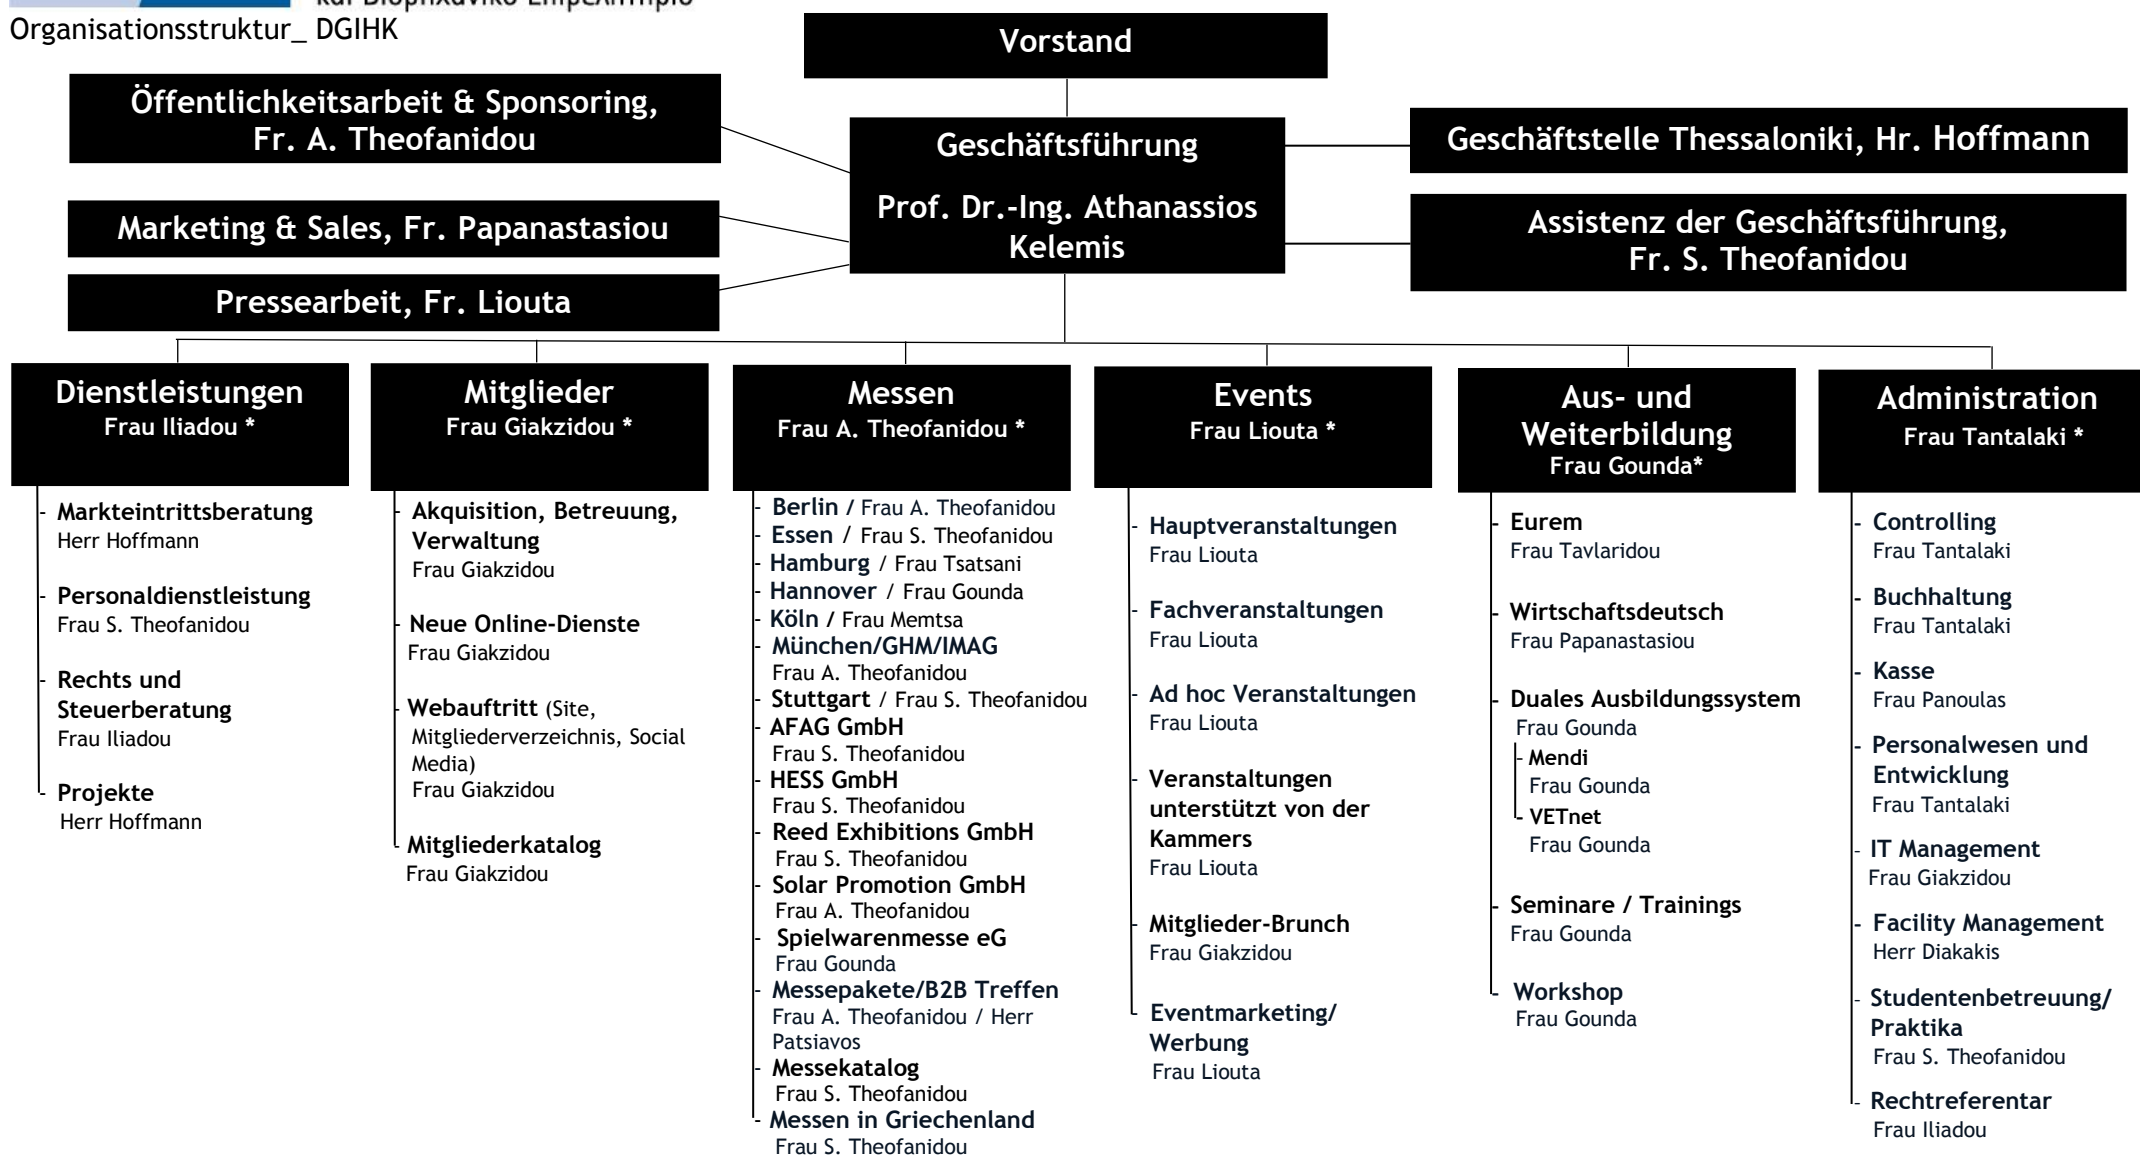 Organisationsstruktur_ DGIHK
Vorstand
Öffentlichkeitsarbeit & Sponsoring,
Fr. A. Theofanidou
Marketing & Sales, Fr. Papanastasiou
Pressearbeit, Fr. Liouta
Geschäftsführung
Prof. Dr.-Ing. Athanassios
Kelemis
Geschäftstelle Thessaloniki, Hr. Hoffmann
Assistenz der Geschäftsführung,
Fr. S. Theofanidou
Dienstleistungen
Frau Iliadou *
- Markteintrittsberatung
Herr Hoffmann
- Personaldienstleistung
Frau S. Theofanidou
- Rechts und
Steuerberatung
Frau Iliadou
- Projekte
Herr Hoffmann
Mitglieder
Frau Giakzidou *
- Akquisition, Betreuung,
Verwaltung
Frau Giakzidou
- Neue Online-Dienste
Frau Giakzidou
- Webauftritt (Site,
Mitgliederverzeichnis, Social
Media)
Frau Giakzidou
- Mitgliederkatalog
Frau Giakzidou
Messen
Frau A. Theofanidou *
- Berlin / Frau A. Theofanidou
- Essen / Frau S. Theofanidou
- Hamburg / Frau Tsatsani
- Hannover / Frau Gounda
- Köln / Frau Memtsa
- München/GHM/IMAG
Frau A. Theofanidou
- Stuttgart / Frau S. Theofanidou
- AFAG GmbH
Frau S. Theofanidou
- HESS GmbH
Frau S. Theofanidou
- Reed Exhibitions GmbH
Frau S. Theofanidou
- Solar Promotion GmbH
Frau A. Theofanidou
- Spielwarenmesse eG
Frau Gounda
- Messepakete/B2B Treffen
Frau A. Theofanidou / Herr
Patsiavos
- Messekatalog
Frau S. Theofanidou
- Messen in Griechenland
Frau S. Theofanidou
Events
Frau Liouta *
- Hauptveranstaltungen
Frau Liouta
- Fachveranstaltungen
Frau Liouta
- Ad hoc Veranstaltungen
Frau Liouta
- Veranstaltungen
unterstützt von der
Kammers
Frau Liouta
- Mitglieder-Brunch
Frau Giakzidou
- Eventmarketing/
Werbung
Frau Liouta
Aus- und
Weiterbildung
Frau Gounda*
- Eurem
Frau Tavlaridou
- Wirtschaftsdeutsch
Frau Papanastasiou
- Duales Ausbildungssystem
Frau Gounda
- Mendi
Frau Gounda
- VETnet
Frau Gounda
- Seminare / Trainings
Frau Gounda
- Workshop
Frau Gounda
Administration
Frau Tantalaki *
- Controlling
Frau Tantalaki
- Buchhaltung
Frau Tantalaki
- Kasse
Frau Panoulas
- Personalwesen und
Entwicklung
Frau Tantalaki
- IT Management
Frau Giakzidou
- Facility Management
Herr Diakakis
- Studentenbetreuung/
Praktika
Frau S. Theofanidou
- Rechtreferentar
Frau Iliadou